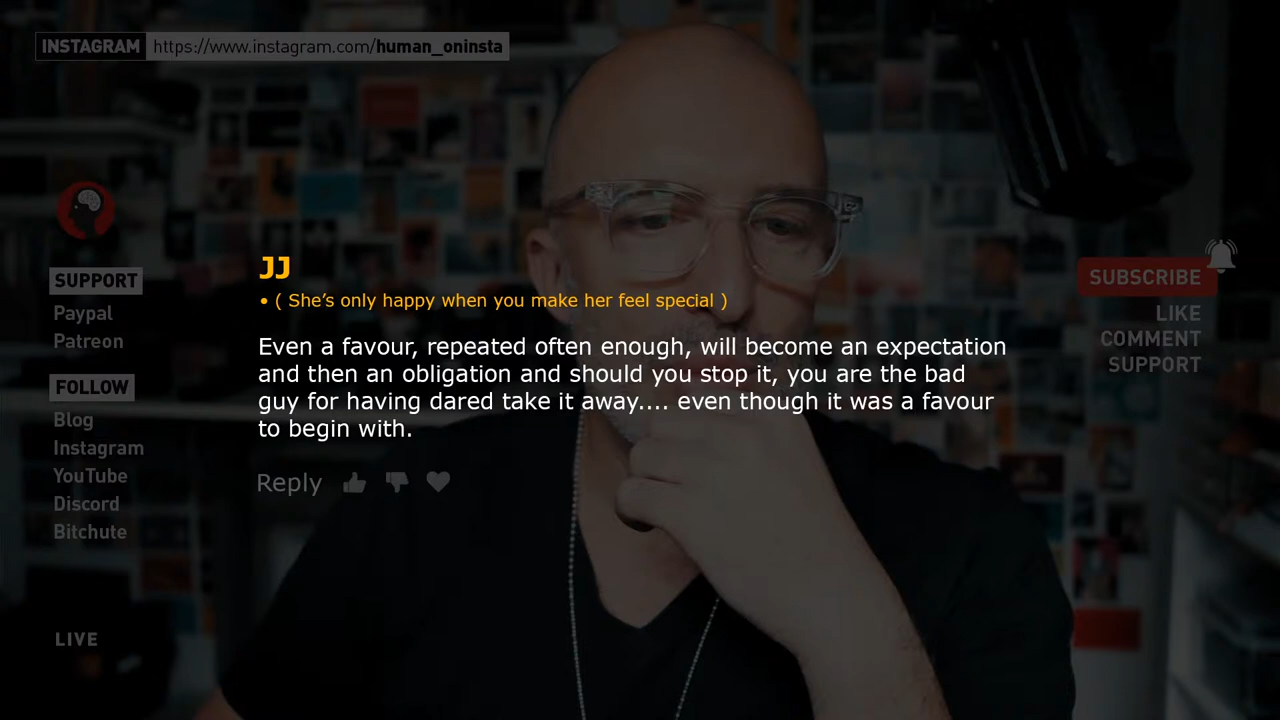 INSTAGRAM https://www.instagram.com/human_oninsta
SUPPORT
Paypal
Patreon
FOLLOW
Blog
Instagram
YouTube
Discord
Bitchute
LIVE
JJ
• ( She’s only happy when you make her feel special )
Even a favour, repeated often enough, will become an expectation
and then an obligation and should you stop it, you are the bad
guy for having dared take it away.... even though it was a favour
to begin with.
Reply
SUBSCRIBE
LIKE
COMMENT
SUPPORT